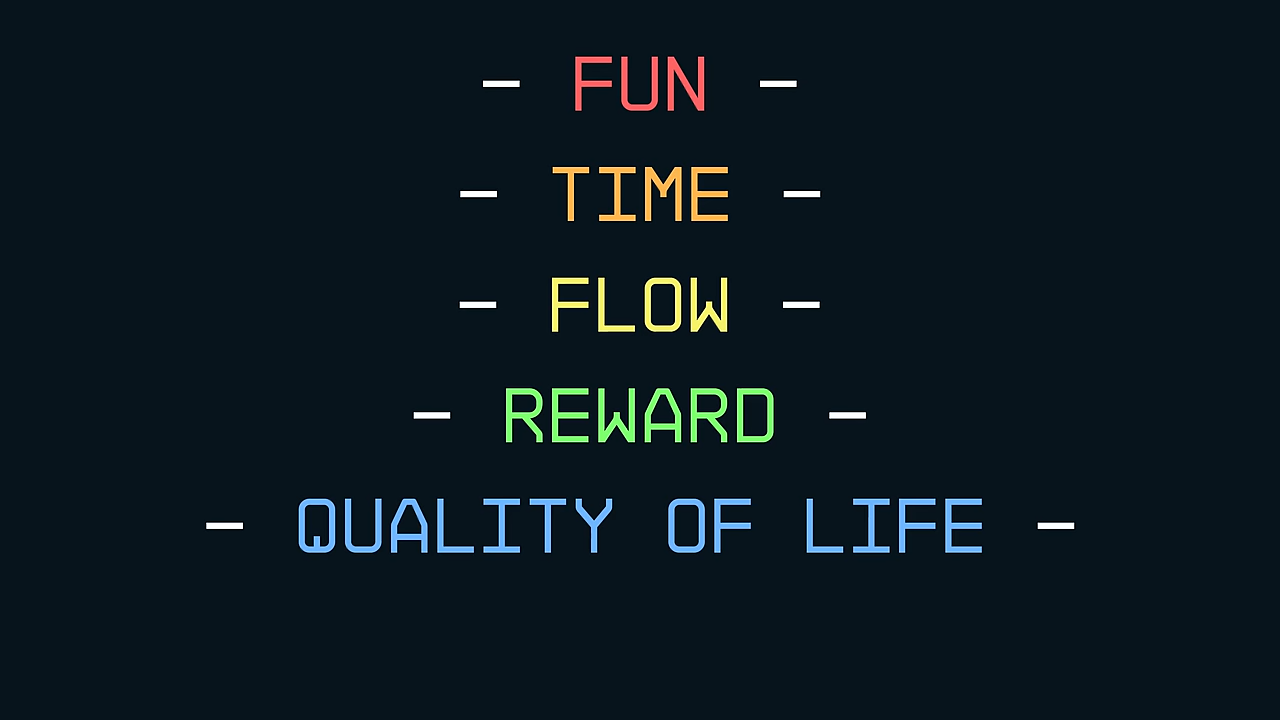 - FUN -
- TIME -
- FLOW -
- REWARD -
- QUALITY OF LIFE -